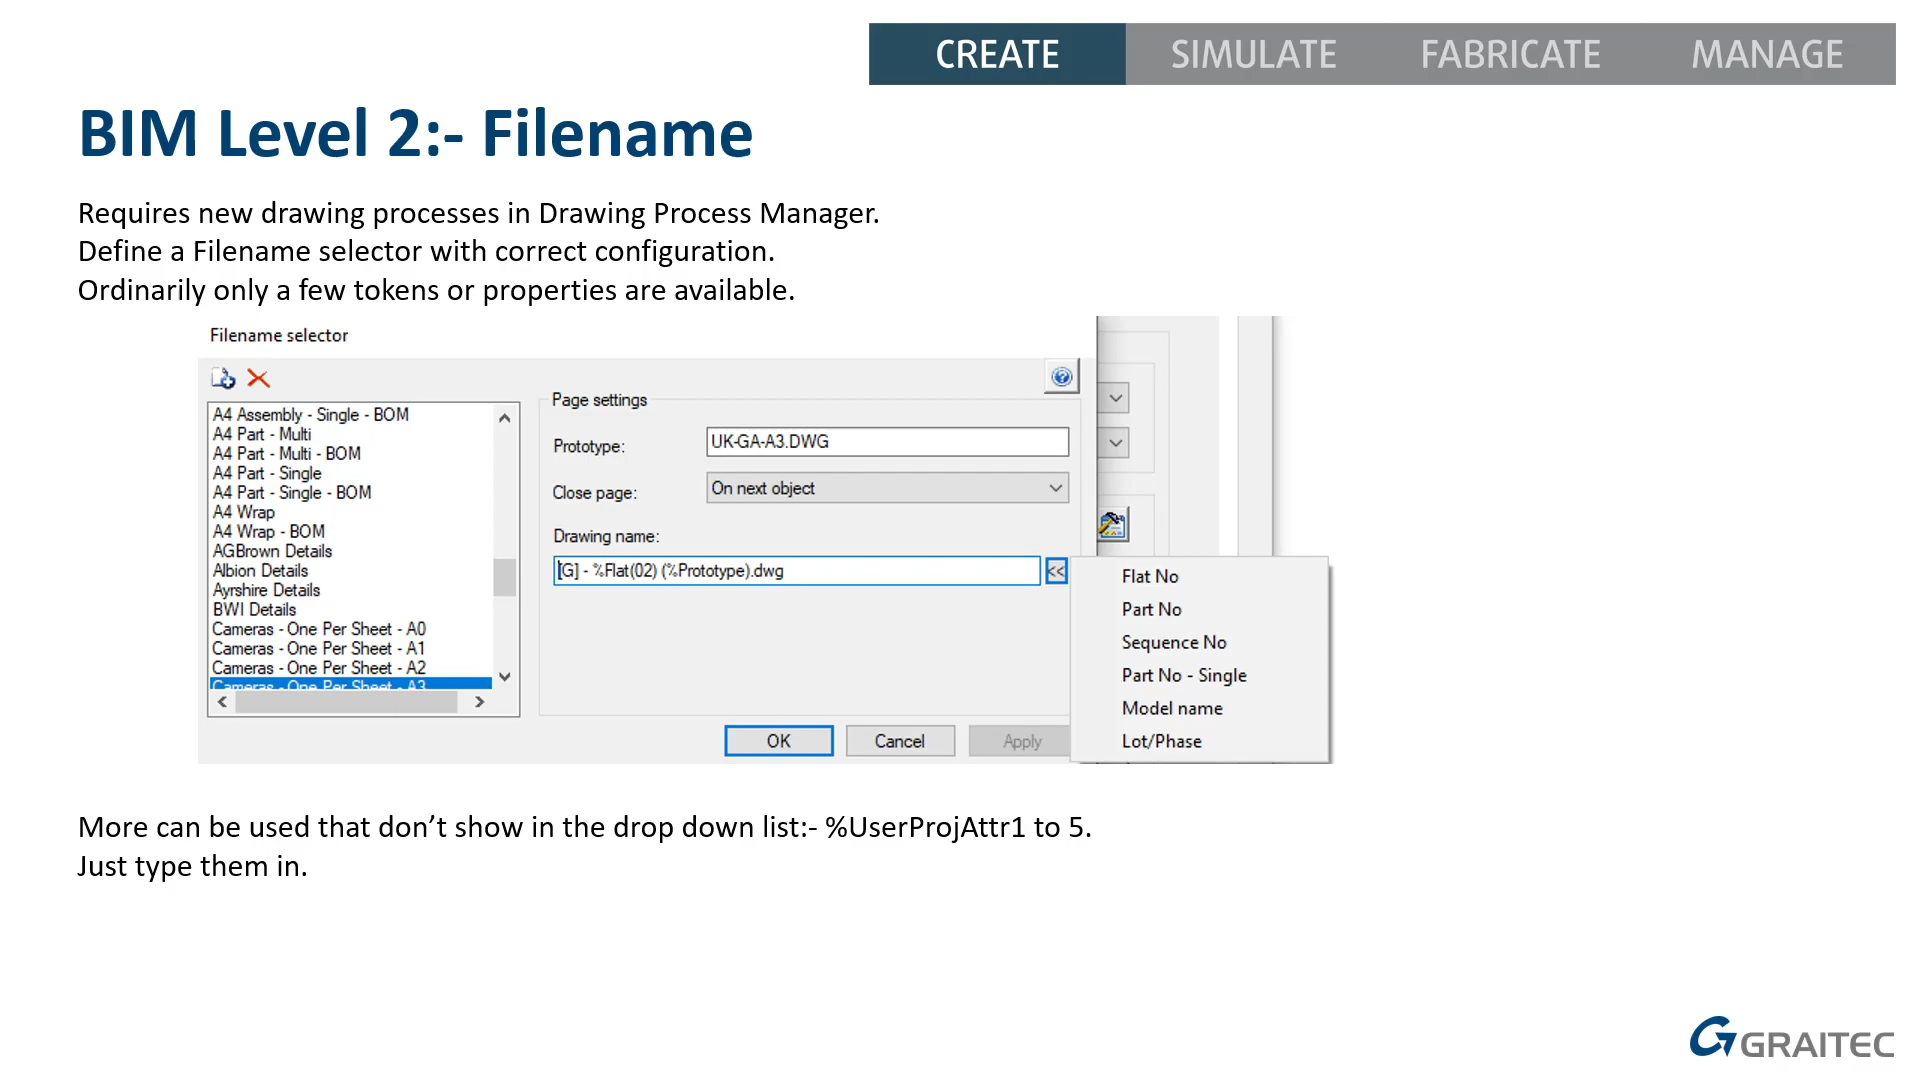 CREATE SIMULATE FABRICATE MANAGE
BIM Level 2:- Filename
Requires new drawing processes in Drawing Process Manager.
Define a Filename selector with correct configuration.
Ordinarily only a few tokens or properties are available.
Filename selector
A4 Assembly - Single - BOM
A4 Part - Multi
A4 Part - Multi - BOM
A4 Part - Single
A4 Part - Single - BOM
A4 Wrap
A4 Wrap - BOM
AGBrown Details
Albion Details
Ayrshire Details
BWI Details
Cameras - One Per Sheet - A0
Cameras - One Per Sheet - A1
Cameras - One Per Sheet - A2
Cameras - One Per Sheet - A3
Page settings
Prototype: UK-GA-A3.DWG
Close page: On next object
Drawing name:
[G] - %Flat(02) (%Prototype).dwg <<
Flat No
Part No
Sequence No
Part No - Single
Model name
Lot/Phase
OK Cancel Apply
More can be used that don’t show in the drop down list:- %UserProjAttr1 to 5.
Just type them in.
GRAITEC